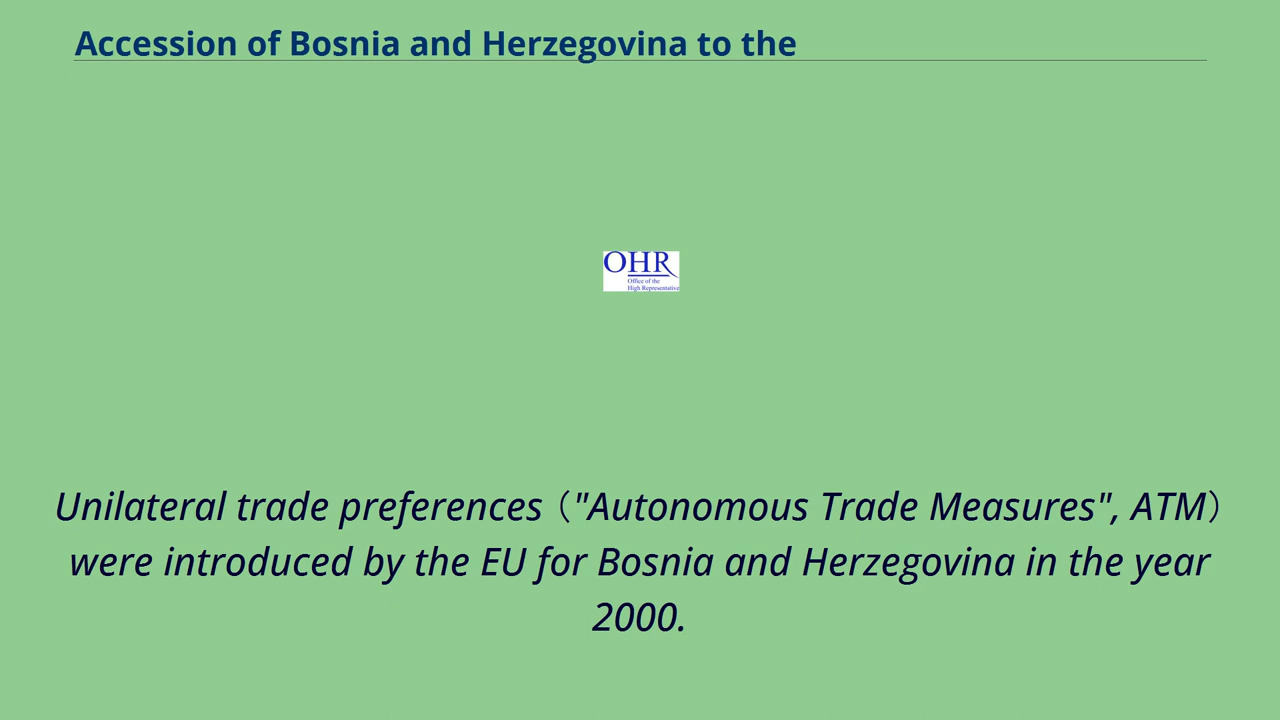 Accession of Bosnia and Herzegovina to the
OHR
Office of the
High Representative
Unilateral trade preferences ("Autonomous Trade Measures", ATM)
were introduced by the EU for Bosnia and Herzegovina in the year
2000.